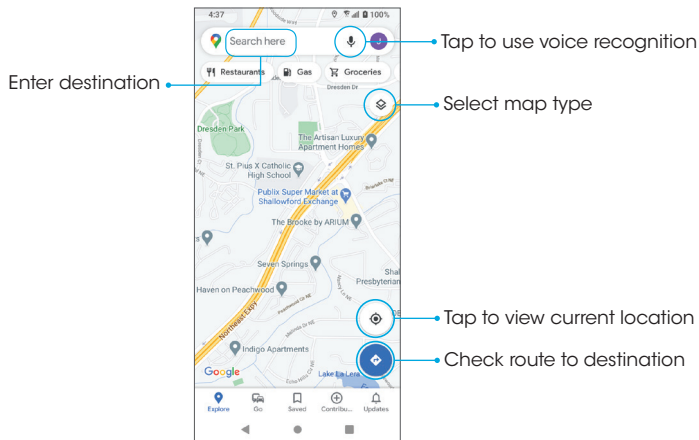 4:37
100%
Search here
J
Tap to use voice recognition
Enter destination
Restaurants
Gas
Groceries
Dresden Dr
Select map type
Dresden Park
The Artisan Luxury
Apartment Homes
St. Pius X Catholic
High School
Publix Super Market at
Shallowford Exchange
The Brooke by ARIUM
Seven Springs
Shal
Presbyterian
Haven on Peachwood
Northeast Expy
Tap to view current location
Indigo Apartments
Check route to destination
Google
Lake La Lera
Explore
Go
Saved
Contribu...
Updates